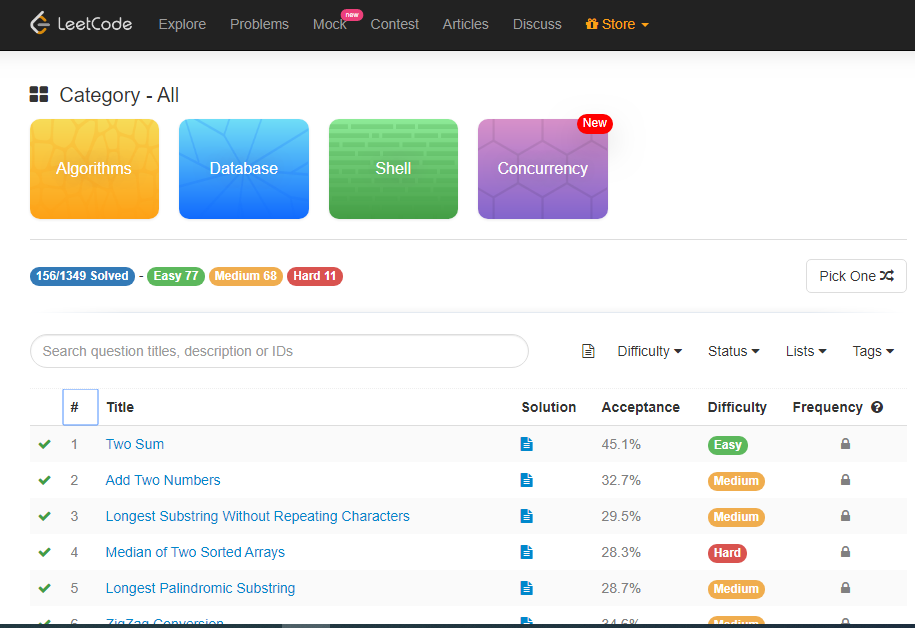 LeetCode Explore Problems Mock new Contest Articles Discuss Store
Category - All
Algorithms Database Shell Concurrency New
156/1349 Solved - Easy 77 Medium 68 Hard 11
Pick One
Search question titles, description or IDs
Difficulty Status Lists Tags
# Title Solution Acceptance Difficulty Frequency ?
1 Two Sum 45.1% Easy
2 Add Two Numbers 32.7% Medium
3 Longest Substring Without Repeating Characters 29.5% Medium
4 Median of Two Sorted Arrays 28.3% Hard
5 Longest Palindromic Substring 28.7% Medium
6 ZigZag Conversion 34.6% Medium